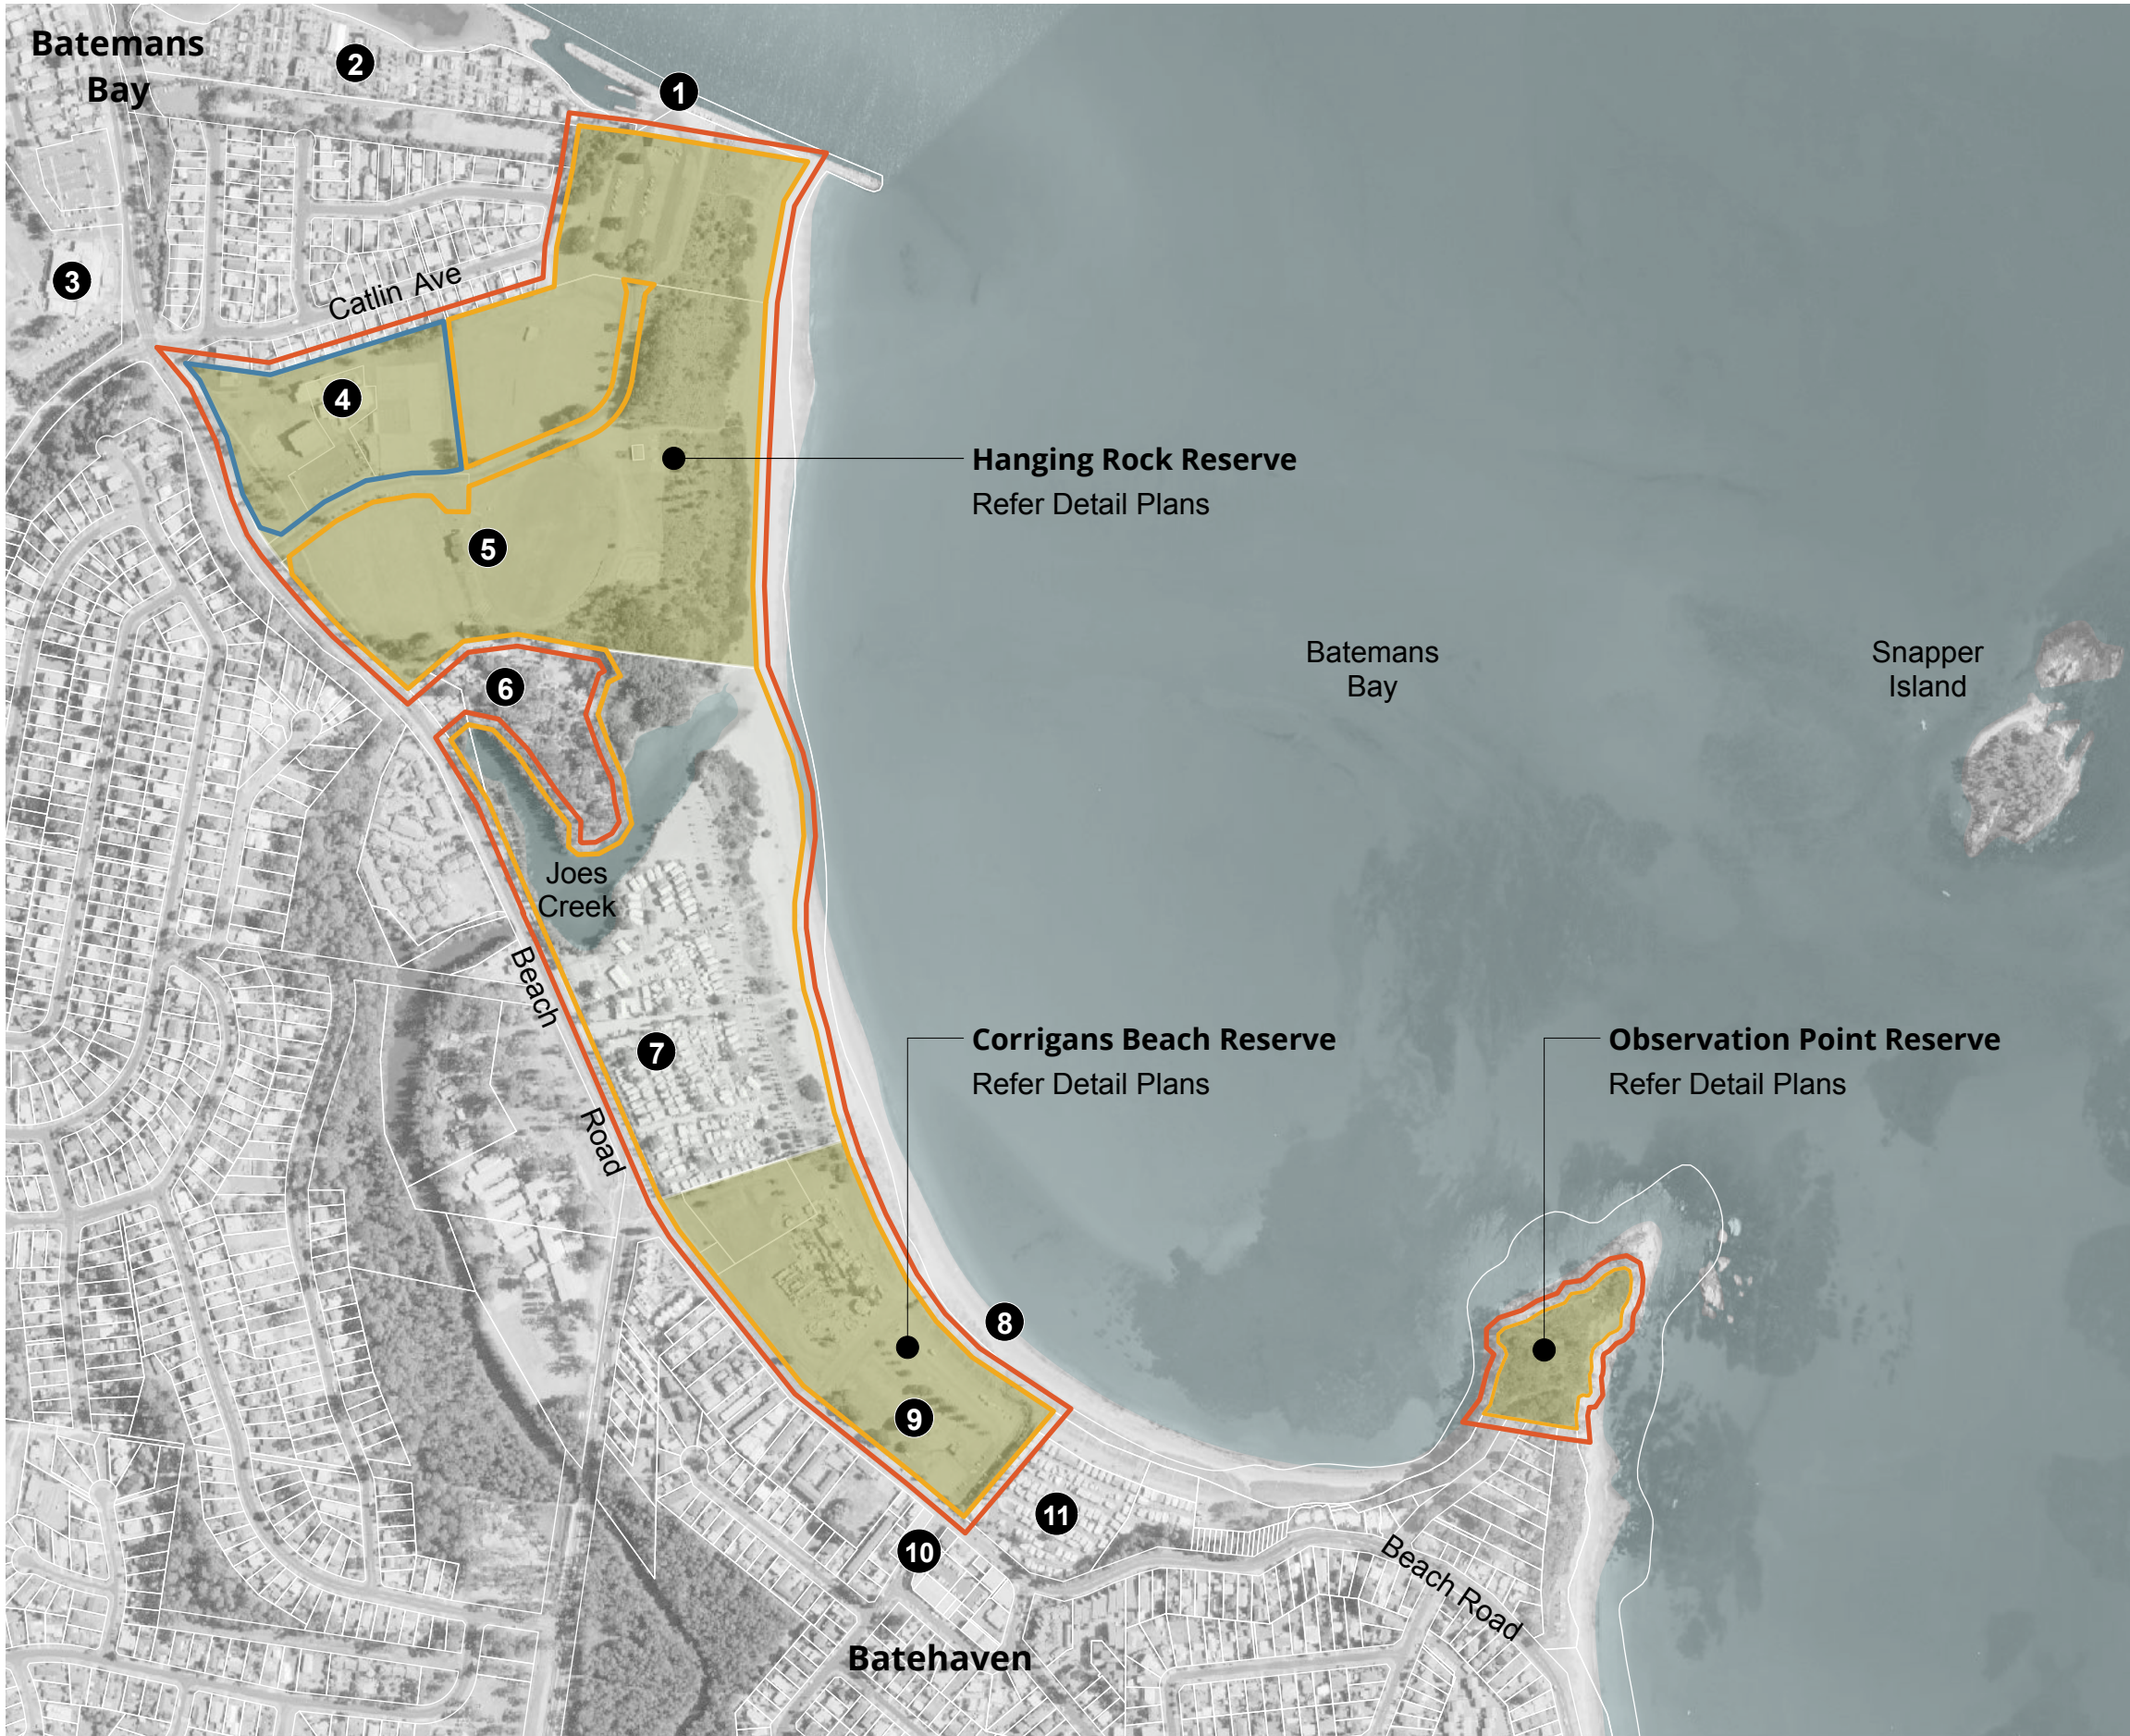 Batemans
Bay
2
1
3
Catlin Ave
4
Hanging Rock Reserve
Refer Detail Plans
5
Batemans
Bay
Snapper
Island
6
Joes
Creek
Beach
Road
7
Corrigans Beach Reserve
Refer Detail Plans
Observation Point Reserve
Refer Detail Plans
8
9
10
11
Beach Road
Batehaven